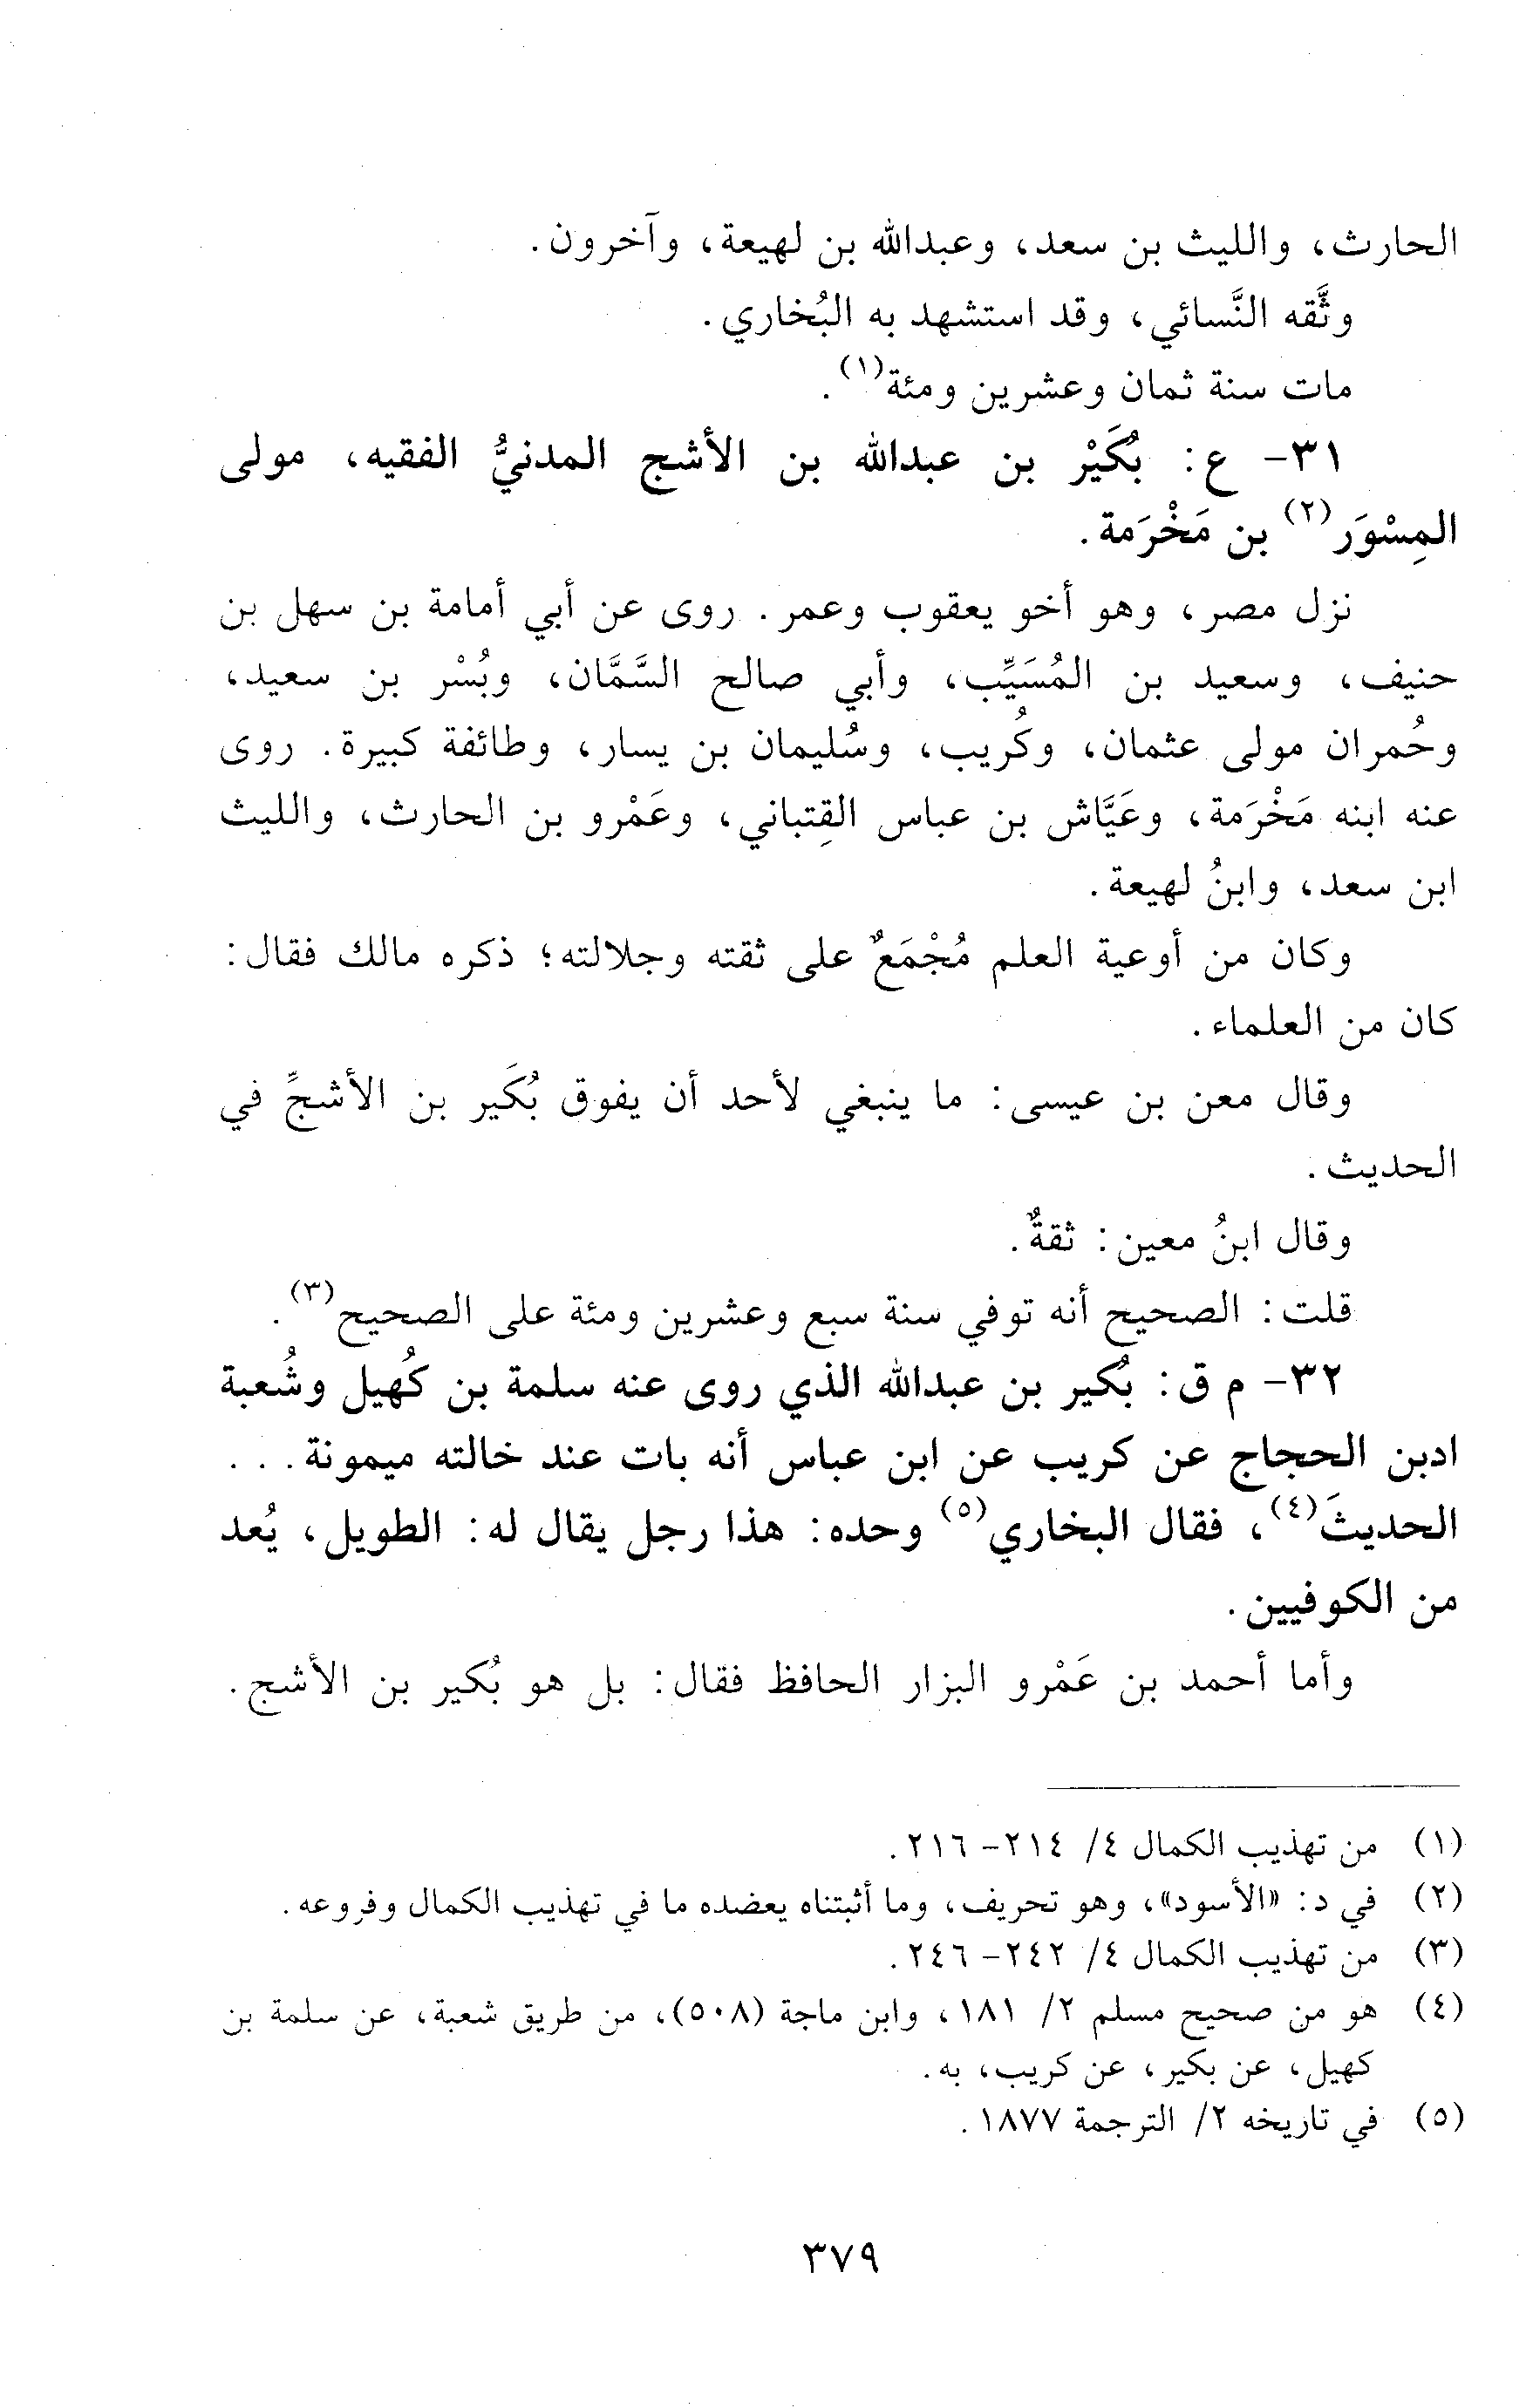 الحارث، والليث بن سعد، وعبدالله بن لهيعة، وآخرون.
وثَّقه النَّسائي، وقد استشهد به البُخاري.
مات سنة ثمان وعشرين ومئة(١).
٣١- ع: بُكَيْر بن عبدالله بن الأشج المدنيُّ الفقيه، مولى
المِسْوَر(٢) بن مَخْرَمة.
نزل مصر، وهو أخو يعقوب وعمر. روى عن أبي أمامة بن سهل بن
حنيف، وسعيد بن المُسَيِّب، وأبي صالح السَّمَّان، وبُسْر بن سعيد،
وحُمران مولى عثمان، وكُريب، وسُليمان بن يسار، وطائفة كبيرة. روى
عنه ابنه مَخْرَمة، وعَيَّاش بن عباس القِتباني، وعَمْرو بن الحارث، والليث
ابن سعد، وابنُ لهيعة.
وكان من أوعية العلم مُجْمَعٌ على ثقته وجلالته؛ ذكره مالك فقال:
كان من العلماء.
وقال معن بن عيسى: ما ينبغي لأحد أن يفوق بُكَير بن الأشجِّ في
الحديث.
وقال ابنُ معين: ثقةٌ.
قلت: الصحيح أنه توفي سنة سبع وعشرين ومئة على الصحيح(٣).
٣٢- م ق: بُكير بن عبدالله الذي روى عنه سلمة بن كُهيل وشُعبة
ادبن الحجاج عن كريب عن ابن عباس أنه بات عند خالته ميمونة...
الحديثَ(٤)، فقال البخاري(٥) وحده: هذا رجل يقال له: الطويل، يُعد
من الكوفيين.
وأما أحمد بن عَمْرو البزار الحافظ فقال: بل هو بُكير بن الأشج.
(١) من تهذيب الكمال ٤/ ٢١٤- ٢١٦.
(٢) في د: «الأسود»، وهو تحريف، وما أثبتناه يعضده ما في تهذيب الكمال وفروعه.
(٣) من تهذيب الكمال ٤/ ٢٤٢- ٢٤٦.
(٤) هو من صحيح مسلم ٢/ ١٨١، وابن ماجة (٥٠٨)، من طريق شعبة، عن سلمة بن
كهيل، عن بكير، عن كريب، به.
(٥) في تاريخه ٢/ الترجمة ١٨٧٧.
٣٧٩